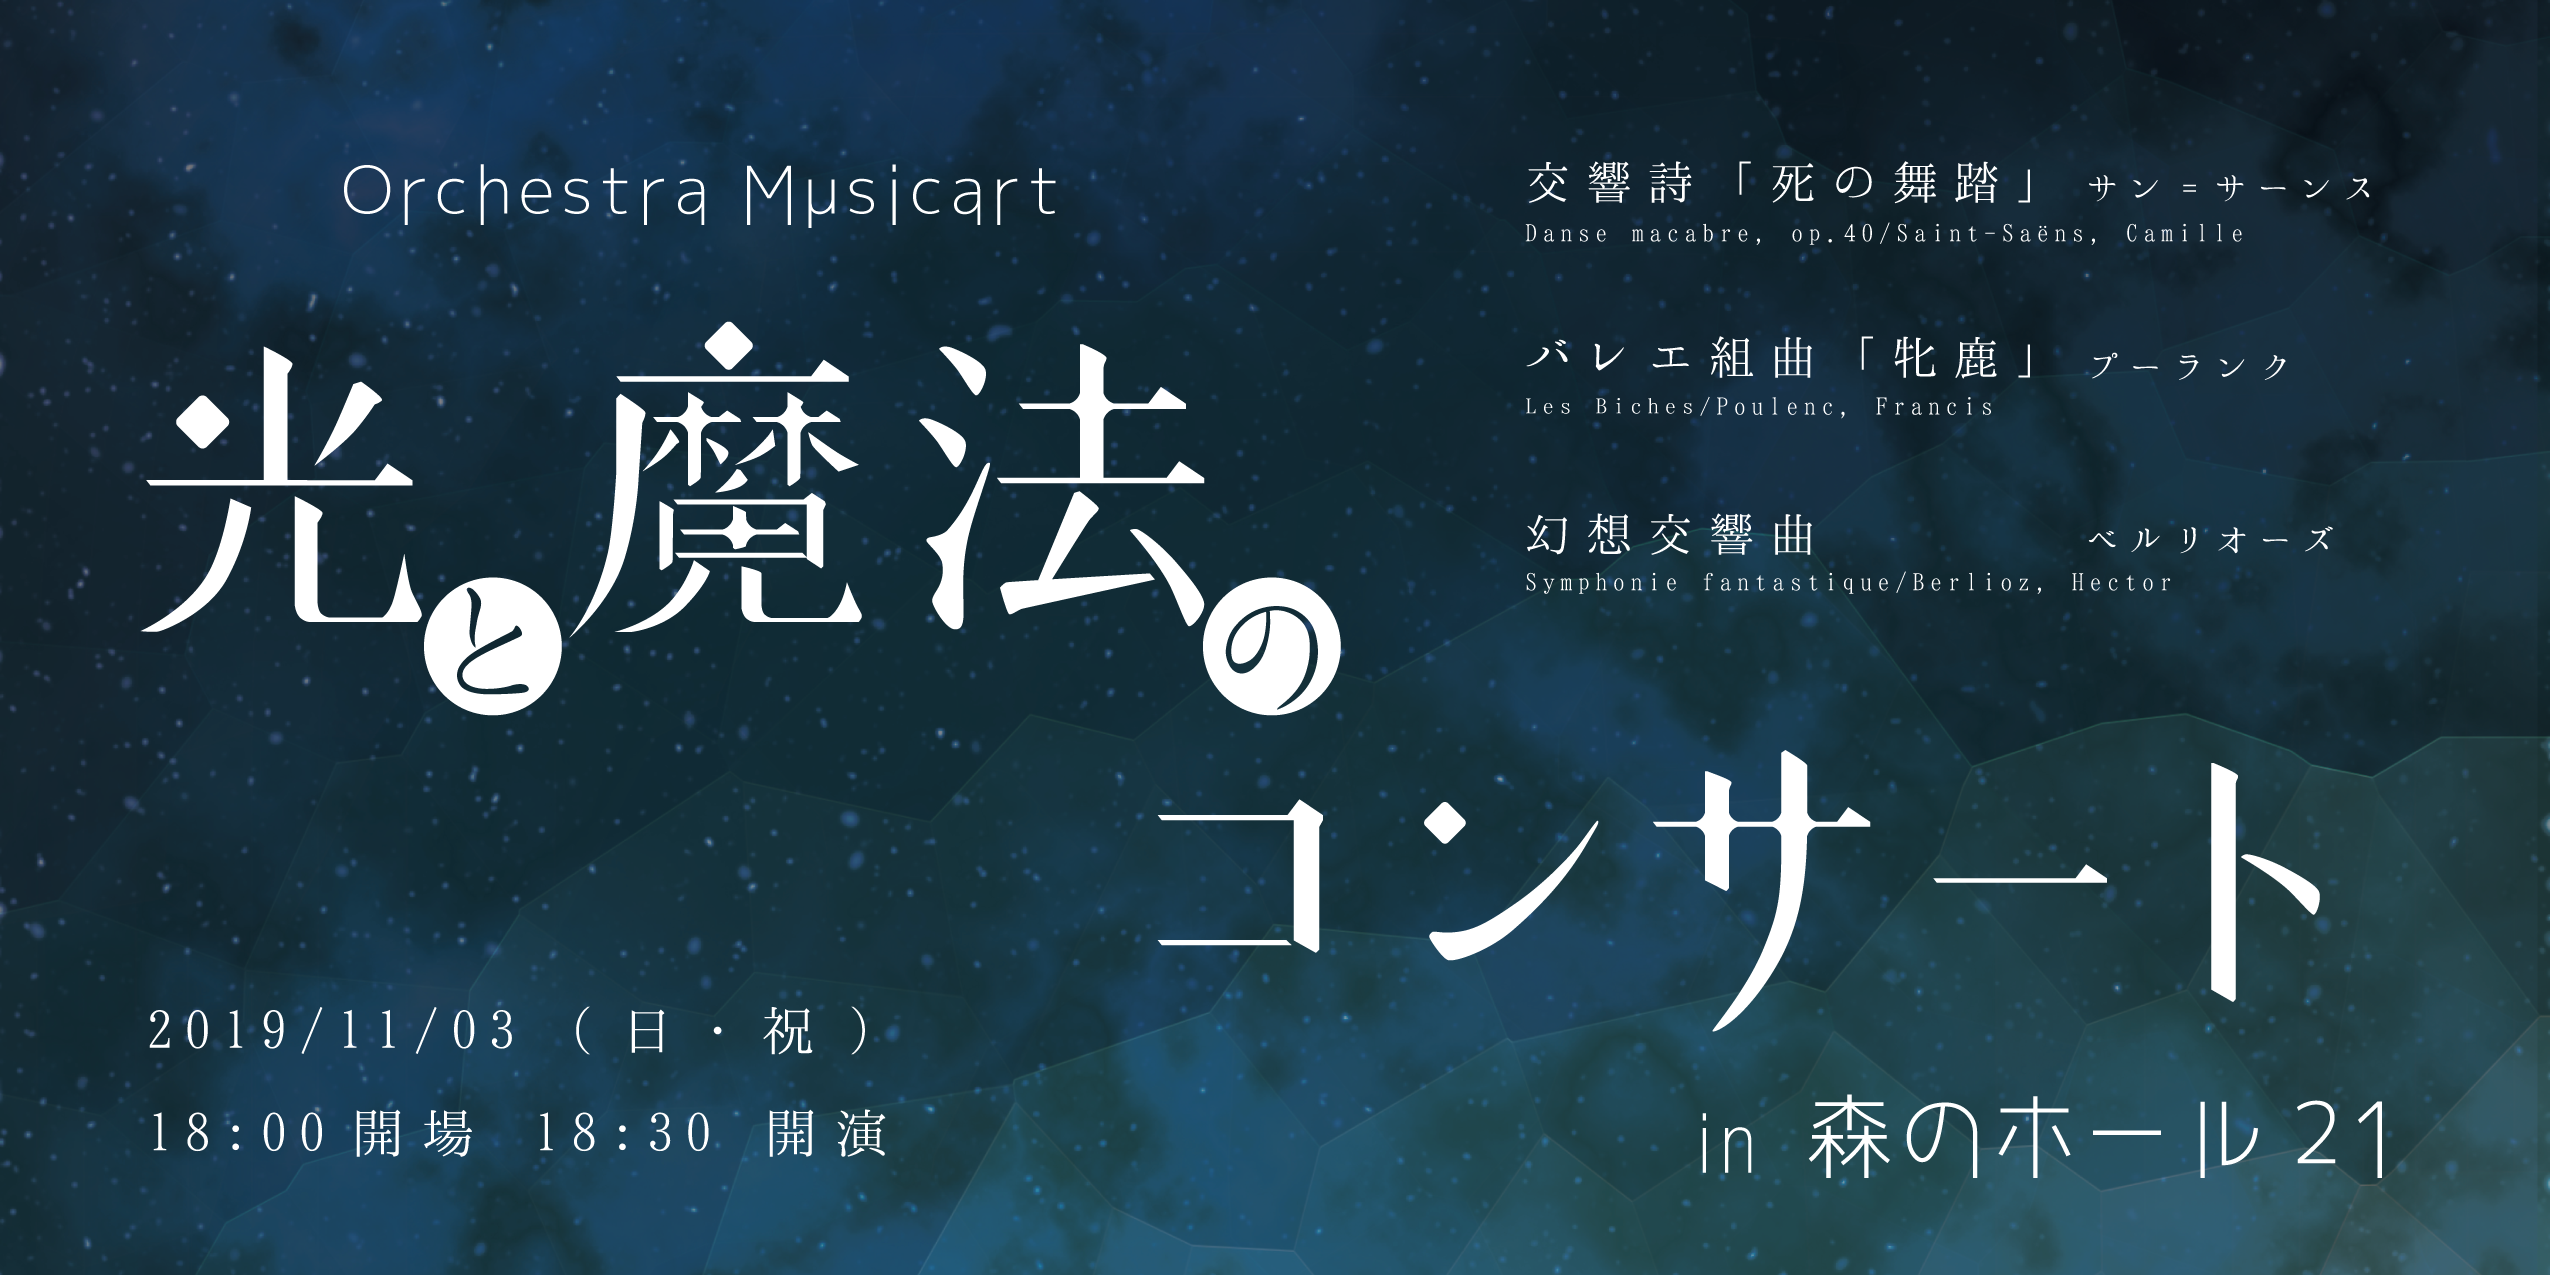 Orchestra Mµsicart
光と魔法の
コンサート
交響詩「死の舞踏」 サン=サーンス
Danse macabre, op.40/Saint-Saëns, Camille
バレエ組曲「牝鹿」 プーランク
Les Biches/Poulenc, Francis
幻想交響曲 ベルリオーズ
Symphonie fantastique/Berlioz, Hector
2019/11/03 (日・祝)
18:00開場 18:30 開演
in 森のホール21